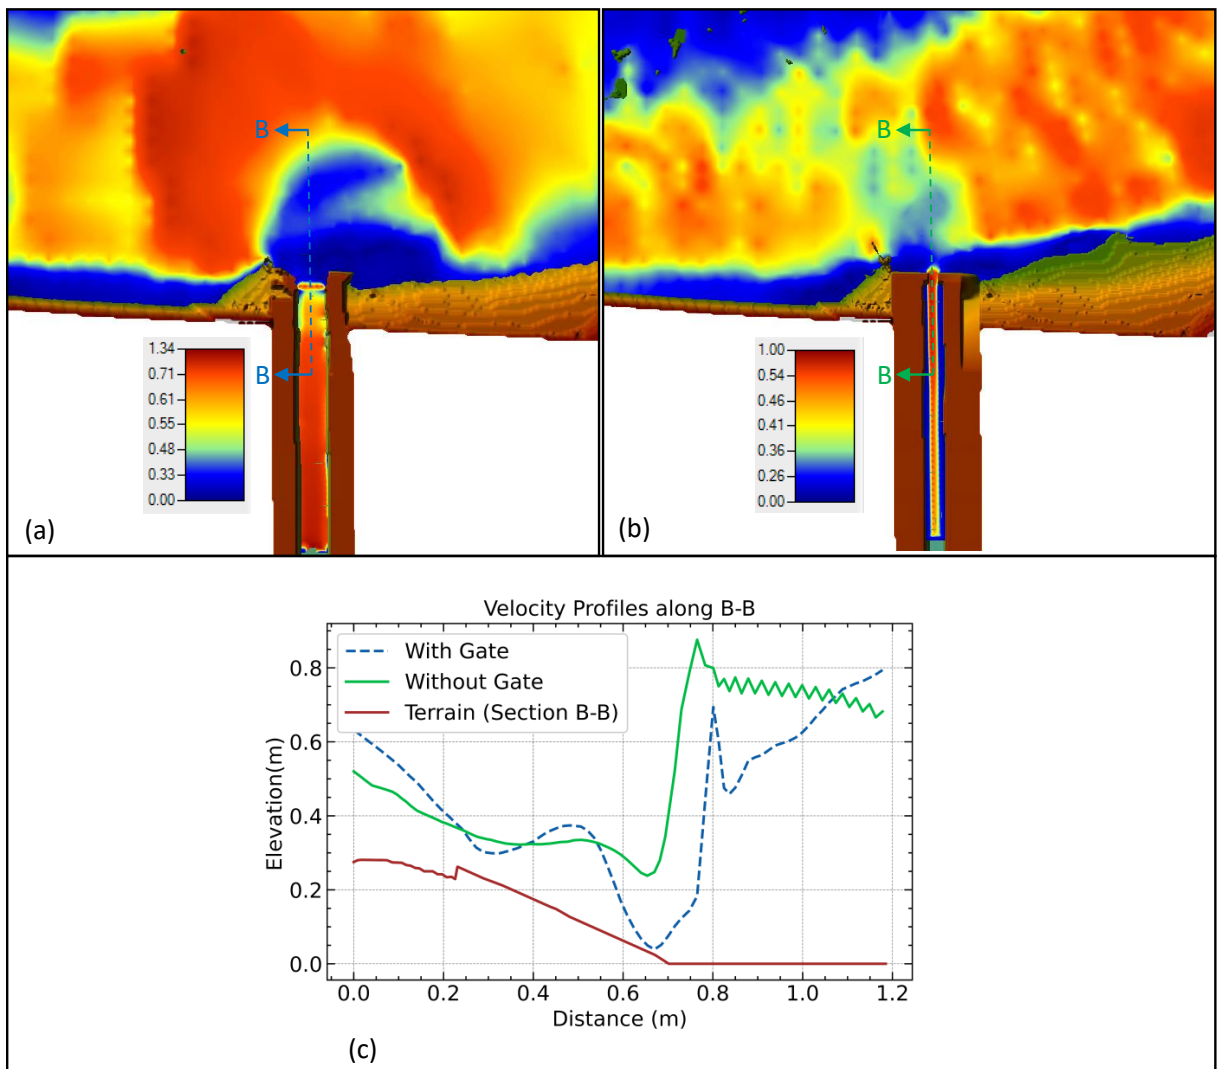 B
B
1.34
0.71
0.61
0.55
0.48
0.33
0.00
(a)
B
B
1.00
0.54
0.46
0.41
0.36
0.26
0.00
(b)
Velocity Profiles along B-B
With Gate
Without Gate
Terrain (Section B-B)
Elevation(m)
0.8
0.6
0.4
0.2
0.0
0.0 0.2 0.4 0.6 0.8 1.0 1.2
Distance (m)
(c)